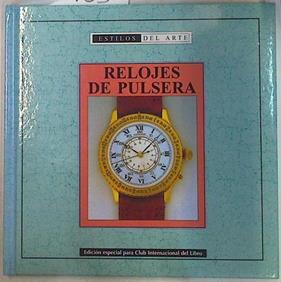 ESTILOS DEL ARTE
RELOJES
DE PULSERA
Edición especial para Club Internacional del Libro